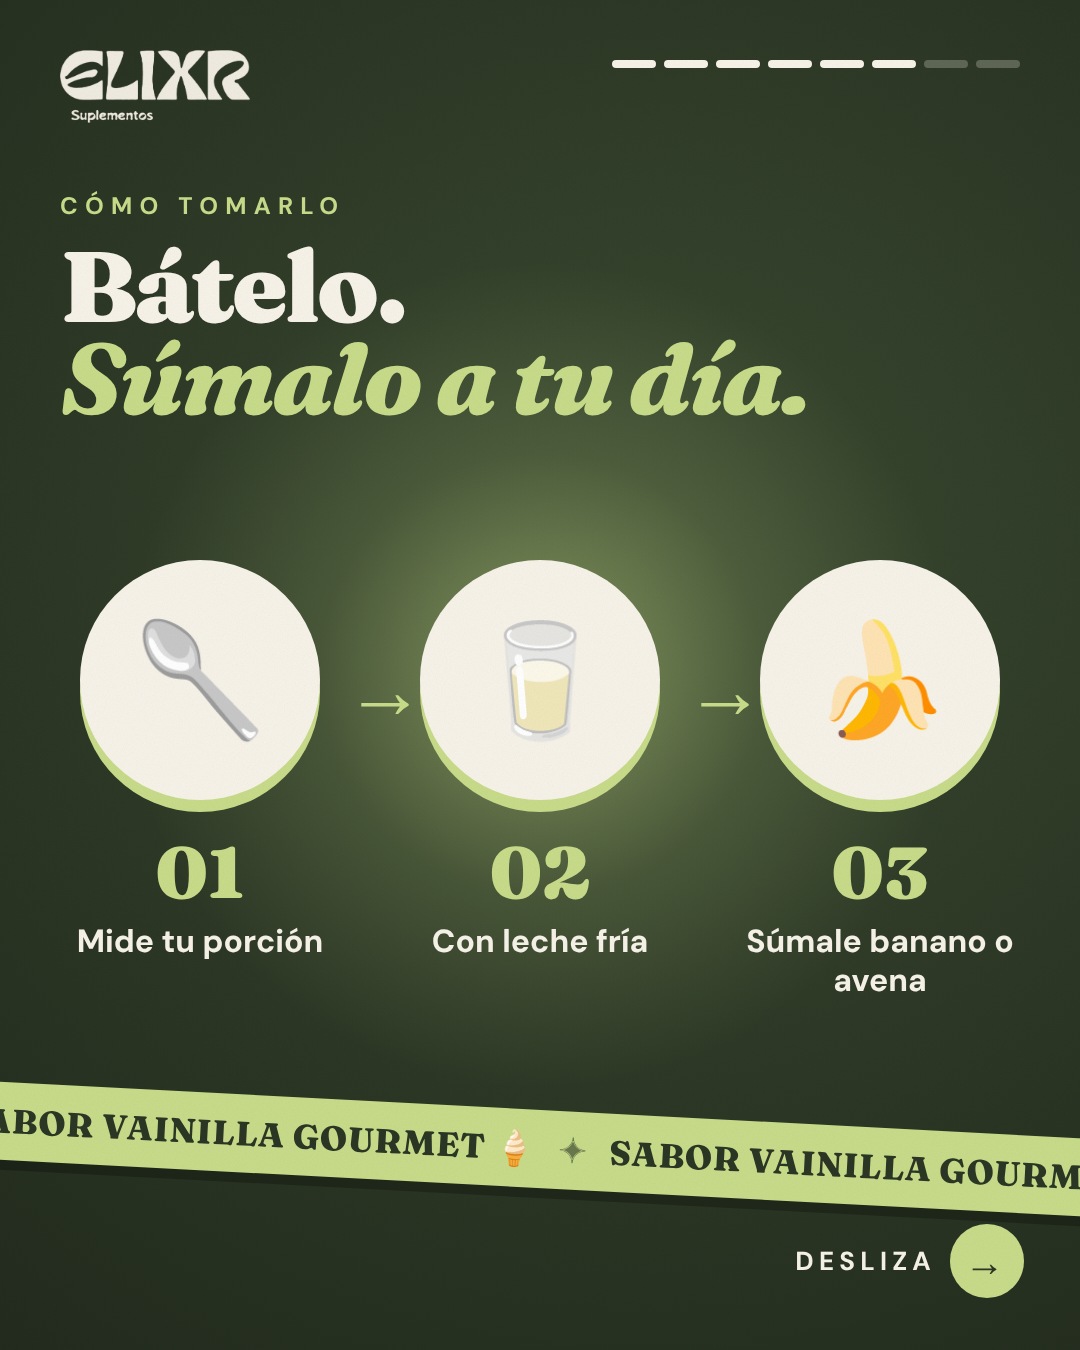 ELIXR
Suplementos
CÓMO TOMARLO
Bátelo.
Súmalo a tu día.
→ →
01 02 03
Mide tu porción Con leche fría Súmale banano o
avena
ABOR VAINILLA GOURMET 🍦 ✦ SABOR VAINILLA GOURM
DESLIZA →